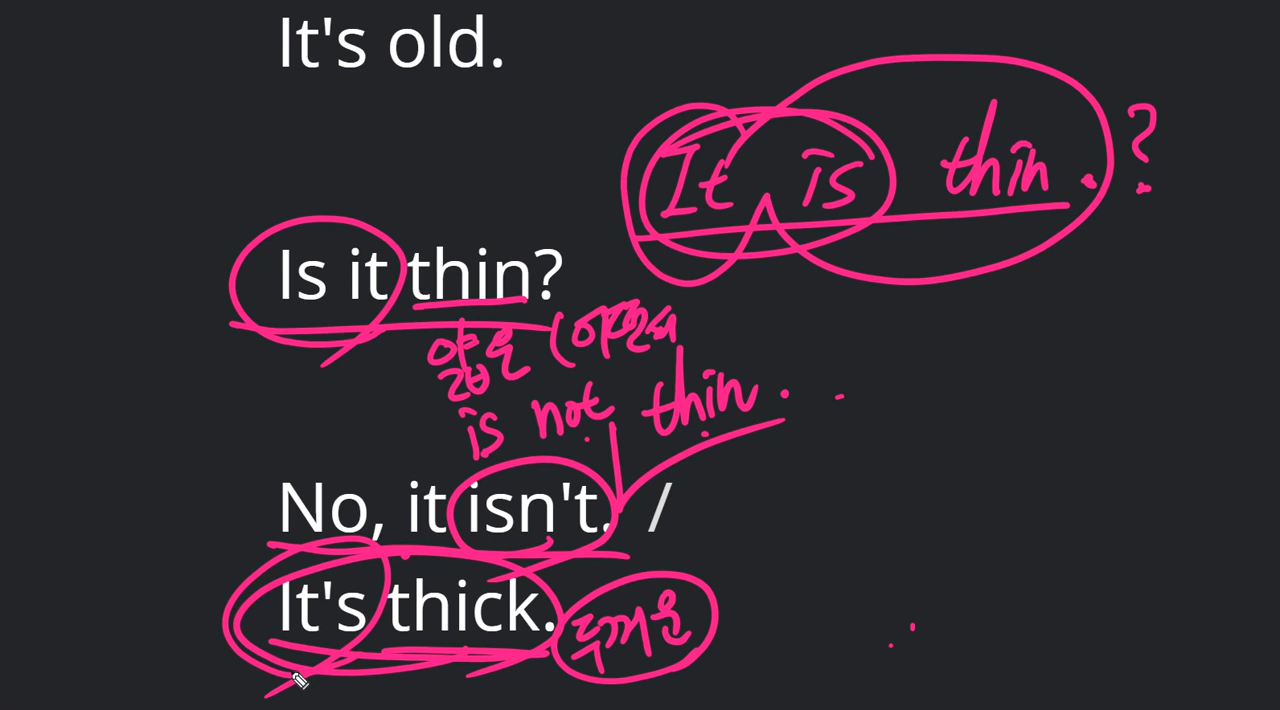 It's old.
It is thin. ?
Is it thin?
얇은
is not thin.
No, it isn't. /
It's thick.
두꺼운